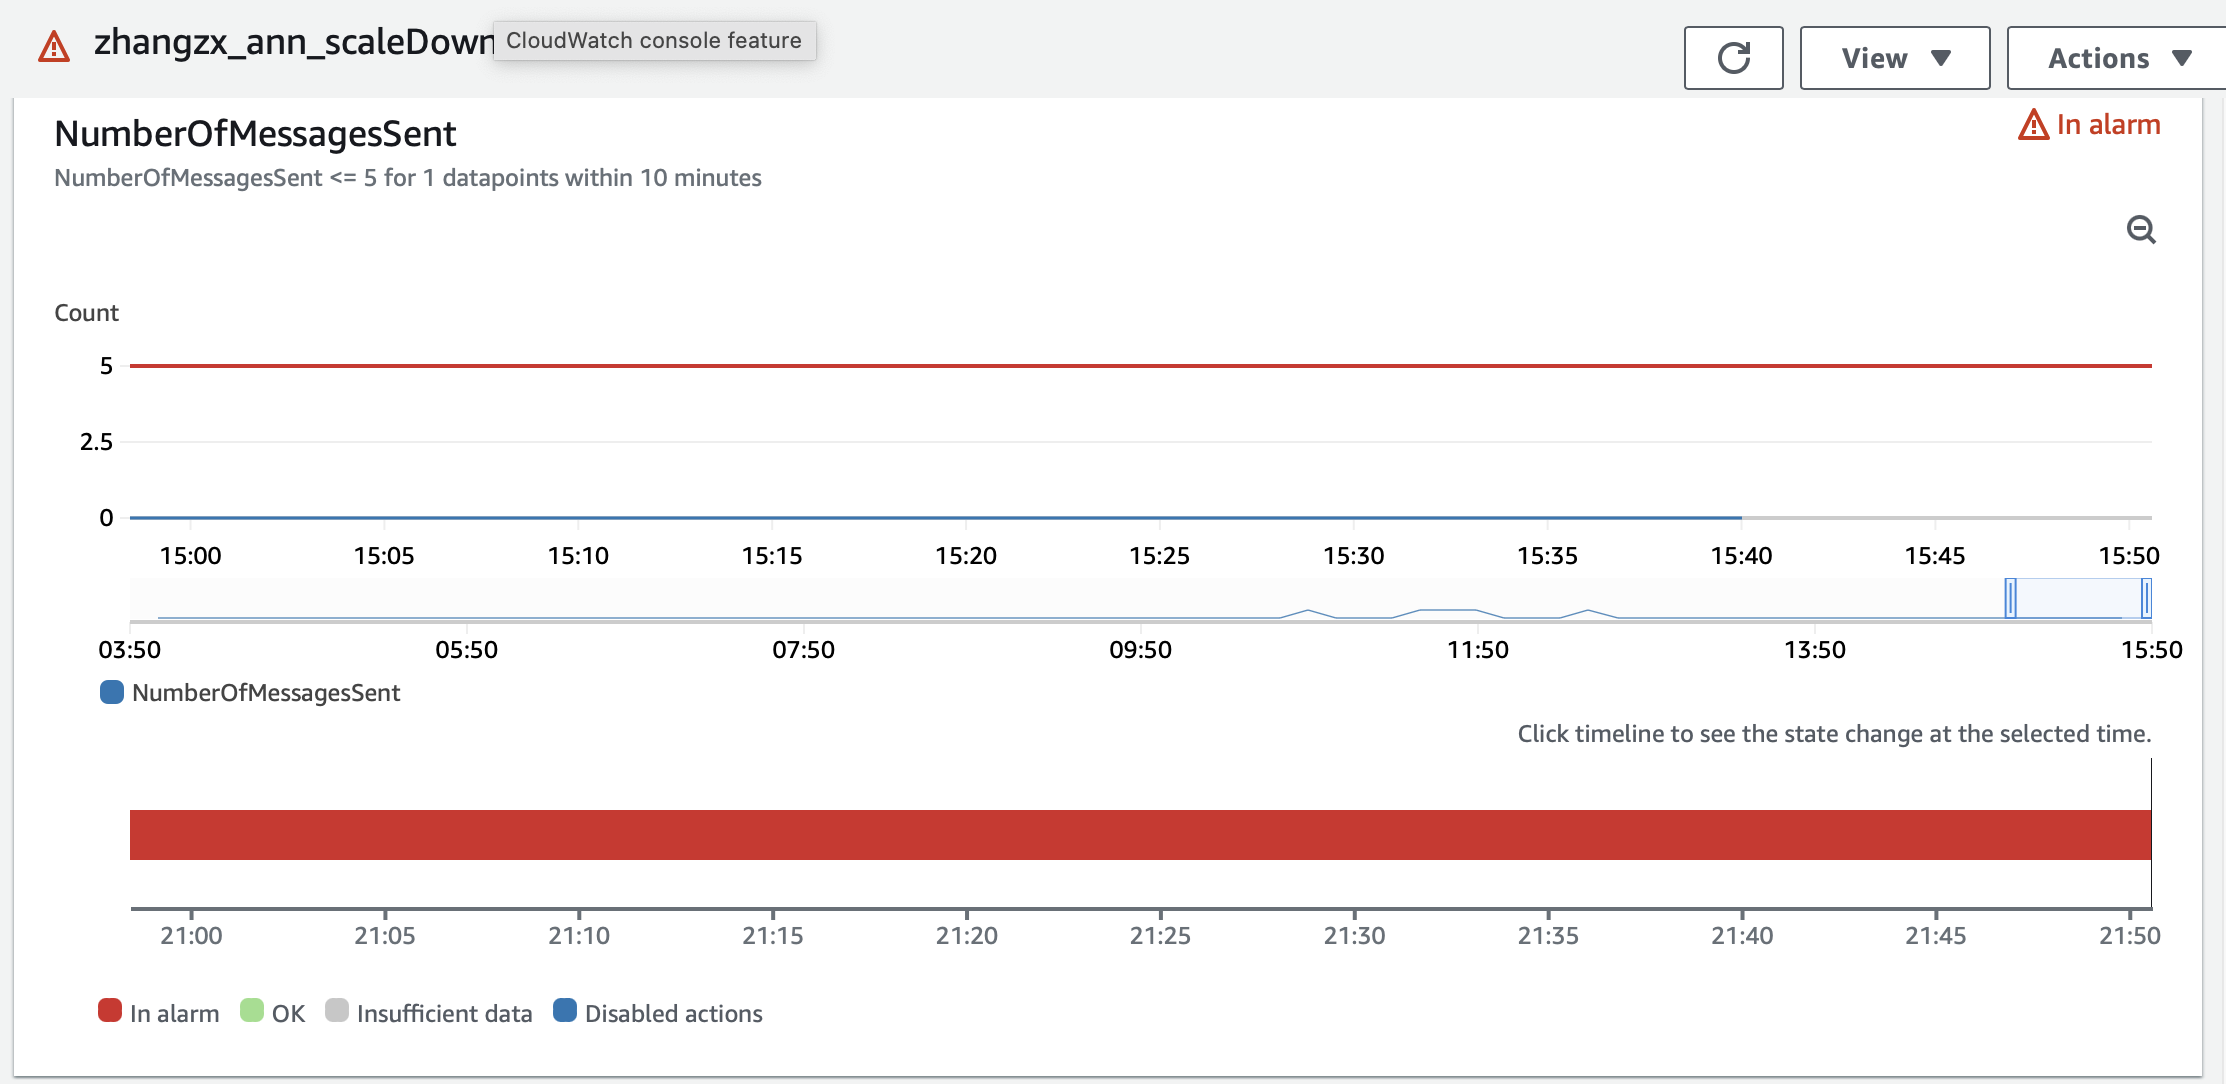 zhangzx_ann_scaleDown
CloudWatch console feature
View
Actions
NumberOfMessagesSent
In alarm
NumberOfMessagesSent <= 5 for 1 datapoints within 10 minutes
Count
5
2.5
0
15:00 15:05 15:10 15:15 15:20 15:25 15:30 15:35 15:40 15:45 15:50
03:50 05:50 07:50 09:50 11:50 13:50 15:50
NumberOfMessagesSent
Click timeline to see the state change at the selected time.
21:00 21:05 21:10 21:15 21:20 21:25 21:30 21:35 21:40 21:45 21:50
In alarm OK Insufficient data Disabled actions